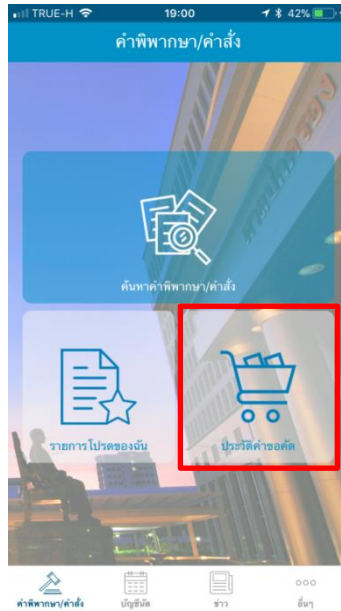 TRUE-H 19:00 42%
คำพิพากษา/คำสั่ง
ค้นหาคำพิพากษา/คำสั่ง
รายการโปรดของฉัน ประวัติคำขอคัด
คำพิพากษา/คำสั่ง บัญชีนัด ข่าว อื่นๆ